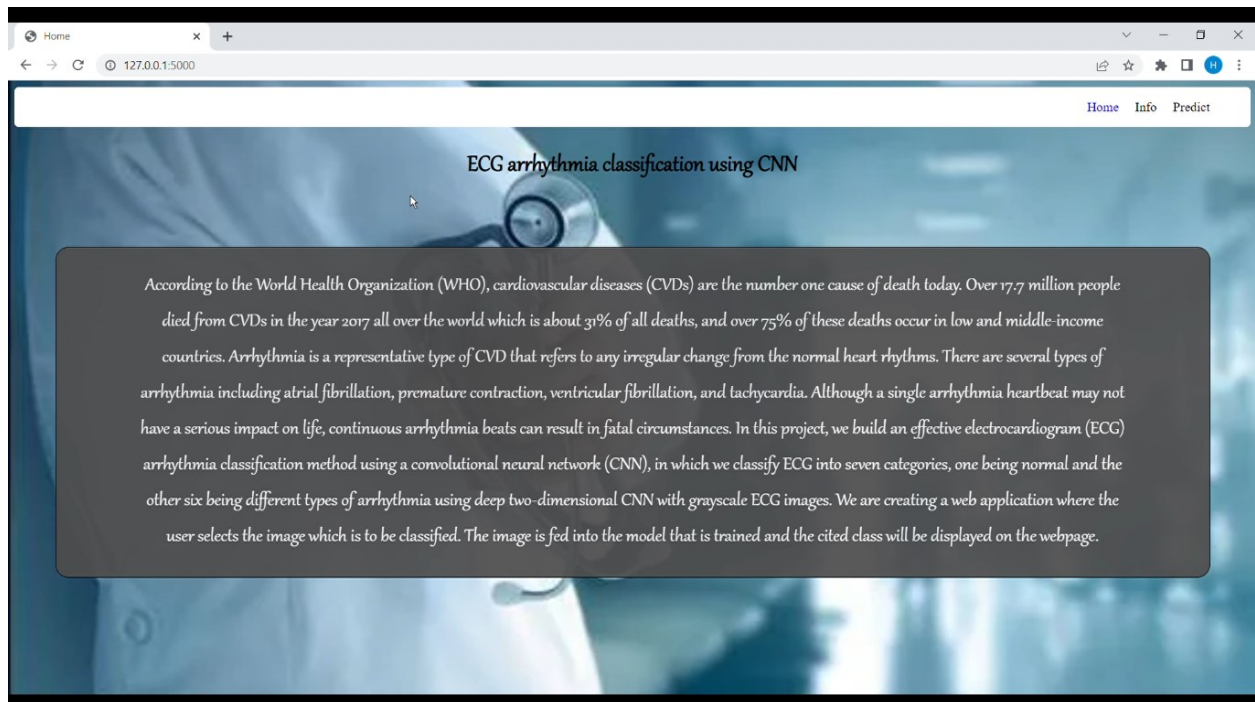 Home
127.0.0.1:5000
H
Home Info Predict
ECG arrhythmia classification using CNN
According to the World Health Organization (WHO), cardiovascular diseases (CVDs) are the number one cause of death today. Over 17.7 million people
died from CVDs in the year 2017 all over the world which is about 31% of all deaths, and over 75% of these deaths occur in low and middle-income
countries. Arrhythmia is a representative type of CVD that refers to any irregular change from the normal heart rhythms. There are several types of
arrhythmia including atrial fibrillation, premature contraction, ventricular fibrillation, and tachycardia. Although a single arrhythmia heartbeat may not
have a serious impact on life, continuous arrhythmia beats can result in fatal circumstances. In this project, we build an effective electrocardiogram (ECG)
arrhythmia classification method using a convolutional neural network (CNN), in which we classify ECG into seven categories, one being normal and the
other six being different types of arrhythmia using deep two-dimensional CNN with grayscale ECG images. We are creating a web application where the
user selects the image which is to be classified. The image is fed into the model that is trained and the cited class will be displayed on the webpage.